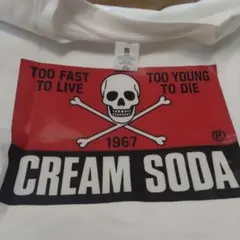 TOO FAST TOO YOUNG
TO LIVE TO DIE
1967
CREAM SODA